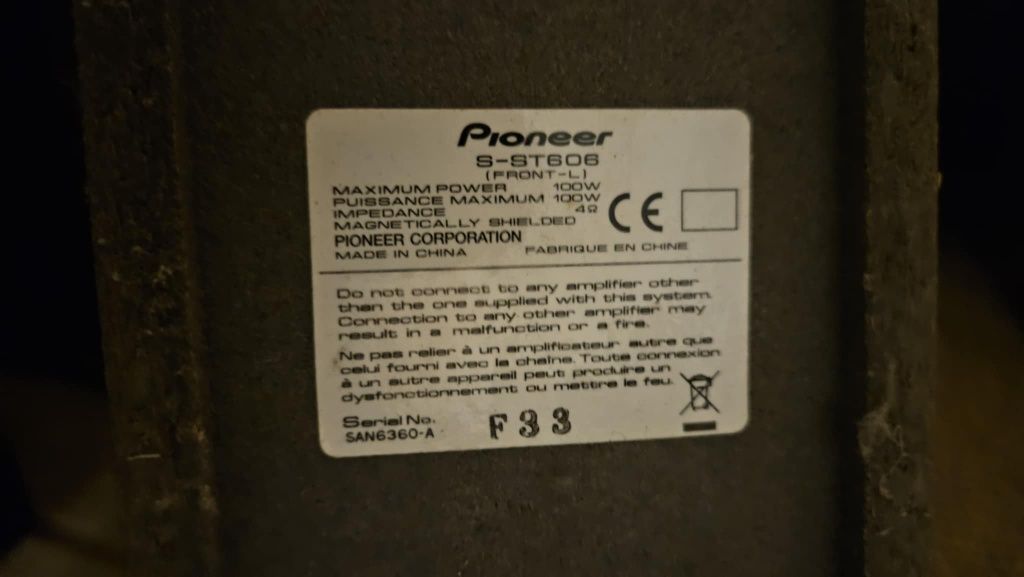 Pioneer
S-ST606
(FRONT-L)
MAXIMUM POWER 100W
PUISSANCE MAXIMUM 100W
IMPEDANCE 4Ω
MAGNETICALLY SHIELDED
PIONEER CORPORATION
MADE IN CHINA FABRIQUE EN CHINE
CE
Do not connect to any amplifier other
than the one supplied with this system.
Connection to any other amplifier may
result in a malfunction or a fire.
Ne pas relier à un amplificateur autre que
celui fourni avec la chaîne. Toute connexion
à un autre appareil peut produire un
dysfonctionnement ou mettre le feu.
Serial No.
SAN6360-A F33